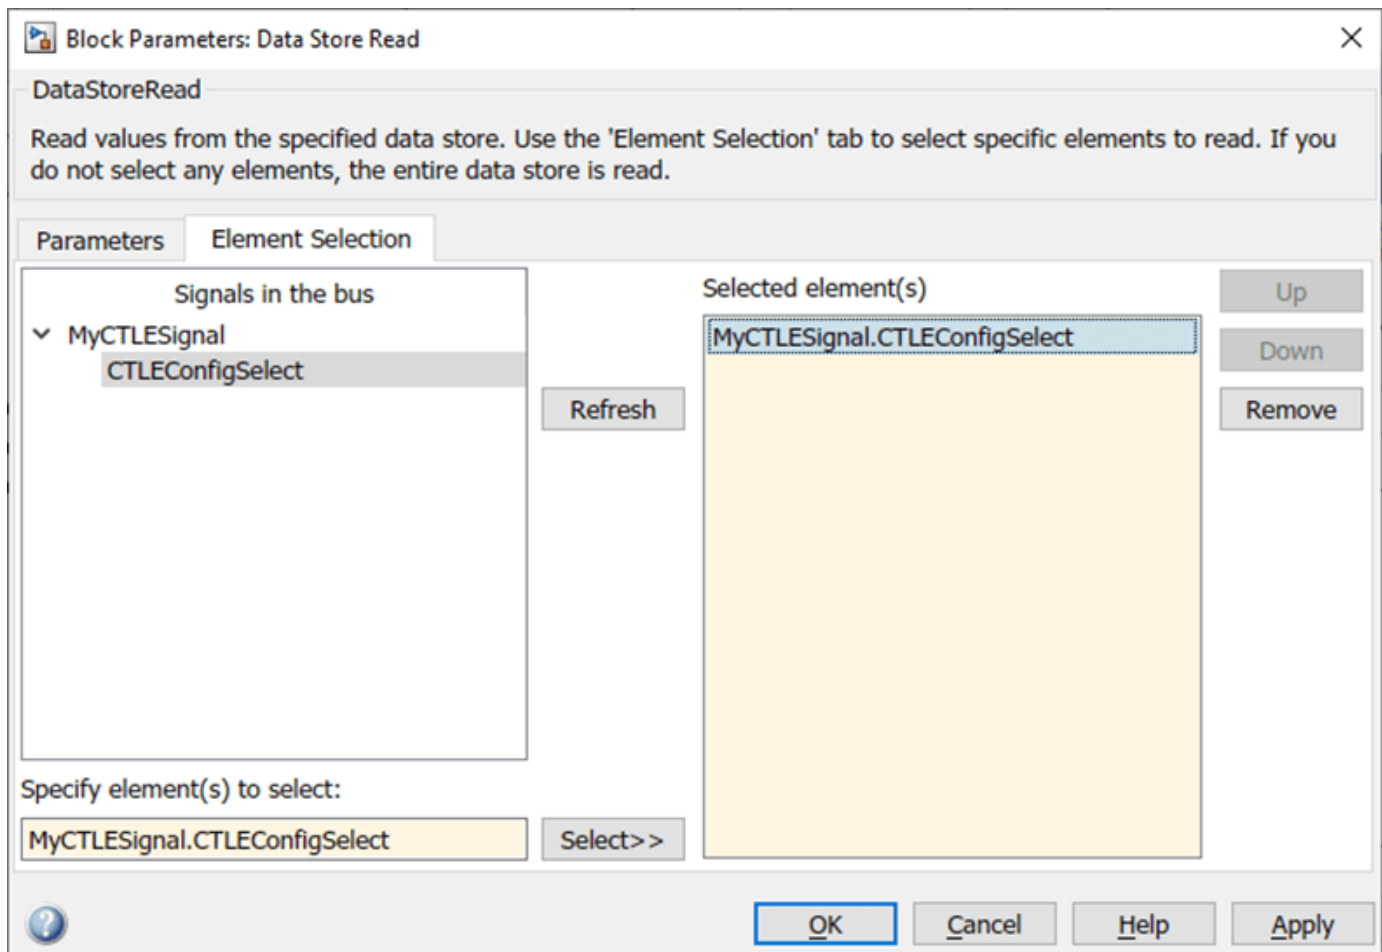 Block Parameters: Data Store Read
DataStoreRead
Read values from the specified data store. Use the 'Element Selection' tab to select specific elements to read. If you
do not select any elements, the entire data store is read.
Parameters
Element Selection
Signals in the bus
MyCTLESignal
CTLEConfigSelect
Refresh
Selected element(s)
MyCTLESignal.CTLEConfigSelect
Up
Down
Remove
Specify element(s) to select:
MyCTLESignal.CTLEConfigSelect
Select>>
?
OK
Cancel
Help
Apply